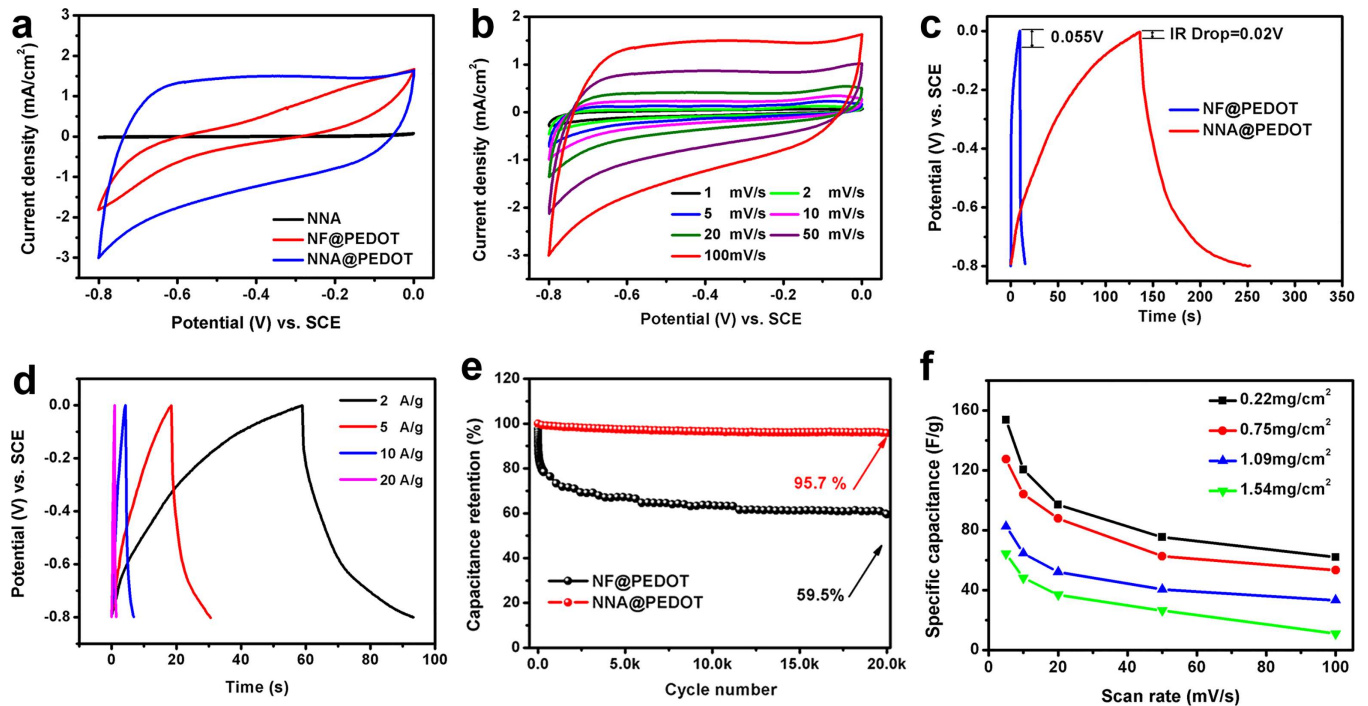 a
2
1
0
-1
-2
-3
3
Current density (mA/cm²)
-0.8
-0.6
-0.4
-0.2
0.0
Potential (V) vs. SCE
NNA
NF@PEDOT
NNA@PEDOT
b
1.5
1
0
1
2
3
Current density (mA/cm²)
-0.8
-0.6
-0.4
-0.2
0.0
Potential (V) vs. SCE
1 mV/s
2 mV/s
5 mV/s
10 mV/s
20 mV/s
50 mV/s
100mV/s
c
0.0
-0.2
-0.4
-0.6
-0.8
Potential (V) vs. SCE
0
50
100
150
200
250
300
350
Time (s)
0.055V
IR Drop=0.02V
NF@PEDOT
NNA@PEDOT
d
0.0
-0.2
-0.4
-0.6
-0.8
Potential (V) vs. SCE
0
20
40
60
80
100
Time (s)
2 A/g
5 A/g
10 A/g
20 A/g
e
120
100
80
60
40
20
0
Capacitance retention (%)
0.0
5.0k
10.0k
15.0k
20.0k
Cycle number
95.7 %
59.5%
NF@PEDOT
NNA@PEDOT
f
160
120
80
40
0
Specific capacitance (F/g)
0
20
40
60
80
100
Scan rate (mV/s)
0.22mg/cm²
0.75mg/cm²
1.09mg/cm²
1.54mg/cm²